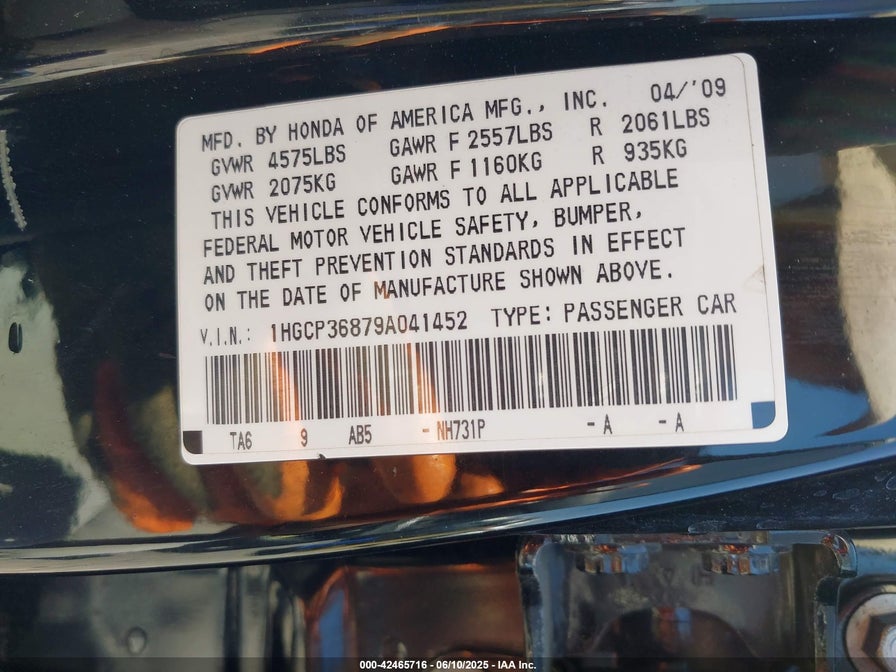 MFD. BY HONDA OF AMERICA MFG., INC. 04/'09
GVWR 4575LBS GAWR F 2557LBS R 2061LBS
GVWR 2075KG GAWR F 1160KG R 935KG
THIS VEHICLE CONFORMS TO ALL APPLICABLE
FEDERAL MOTOR VEHICLE SAFETY, BUMPER,
AND THEFT PREVENTION STANDARDS IN EFFECT
ON THE DATE OF MANUFACTURE SHOWN ABOVE.
V.I.N.: 1HGCP36879A041452 TYPE: PASSENGER CAR
TA6 9 AB5 -NH731P -A -A
000-42465716 - 06/10/2025 - IAA Inc.